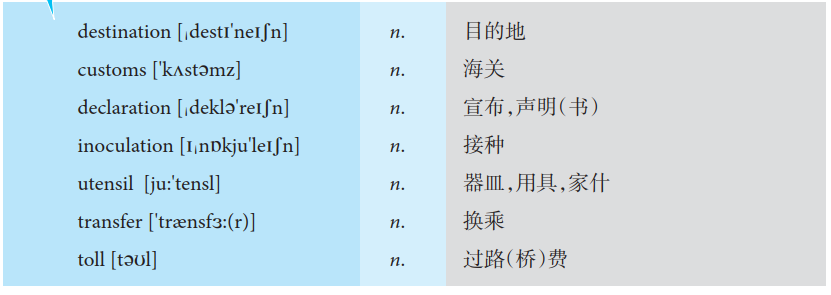 destination [ˌdestɪˈneɪʃn] n. 目的地
customs [ˈkʌstəmz] n. 海关
declaration [ˌdekləˈreɪʃn] n. 宣布,声明(书)
inoculation [ɪˌnɒkjuˈleɪʃn] n. 接种
utensil [juːˈtensl] n. 器皿,用具,家什
transfer [ˈtrænsfɜː(r)] n. 换乘
toll [təʊl] n. 过路(桥)费